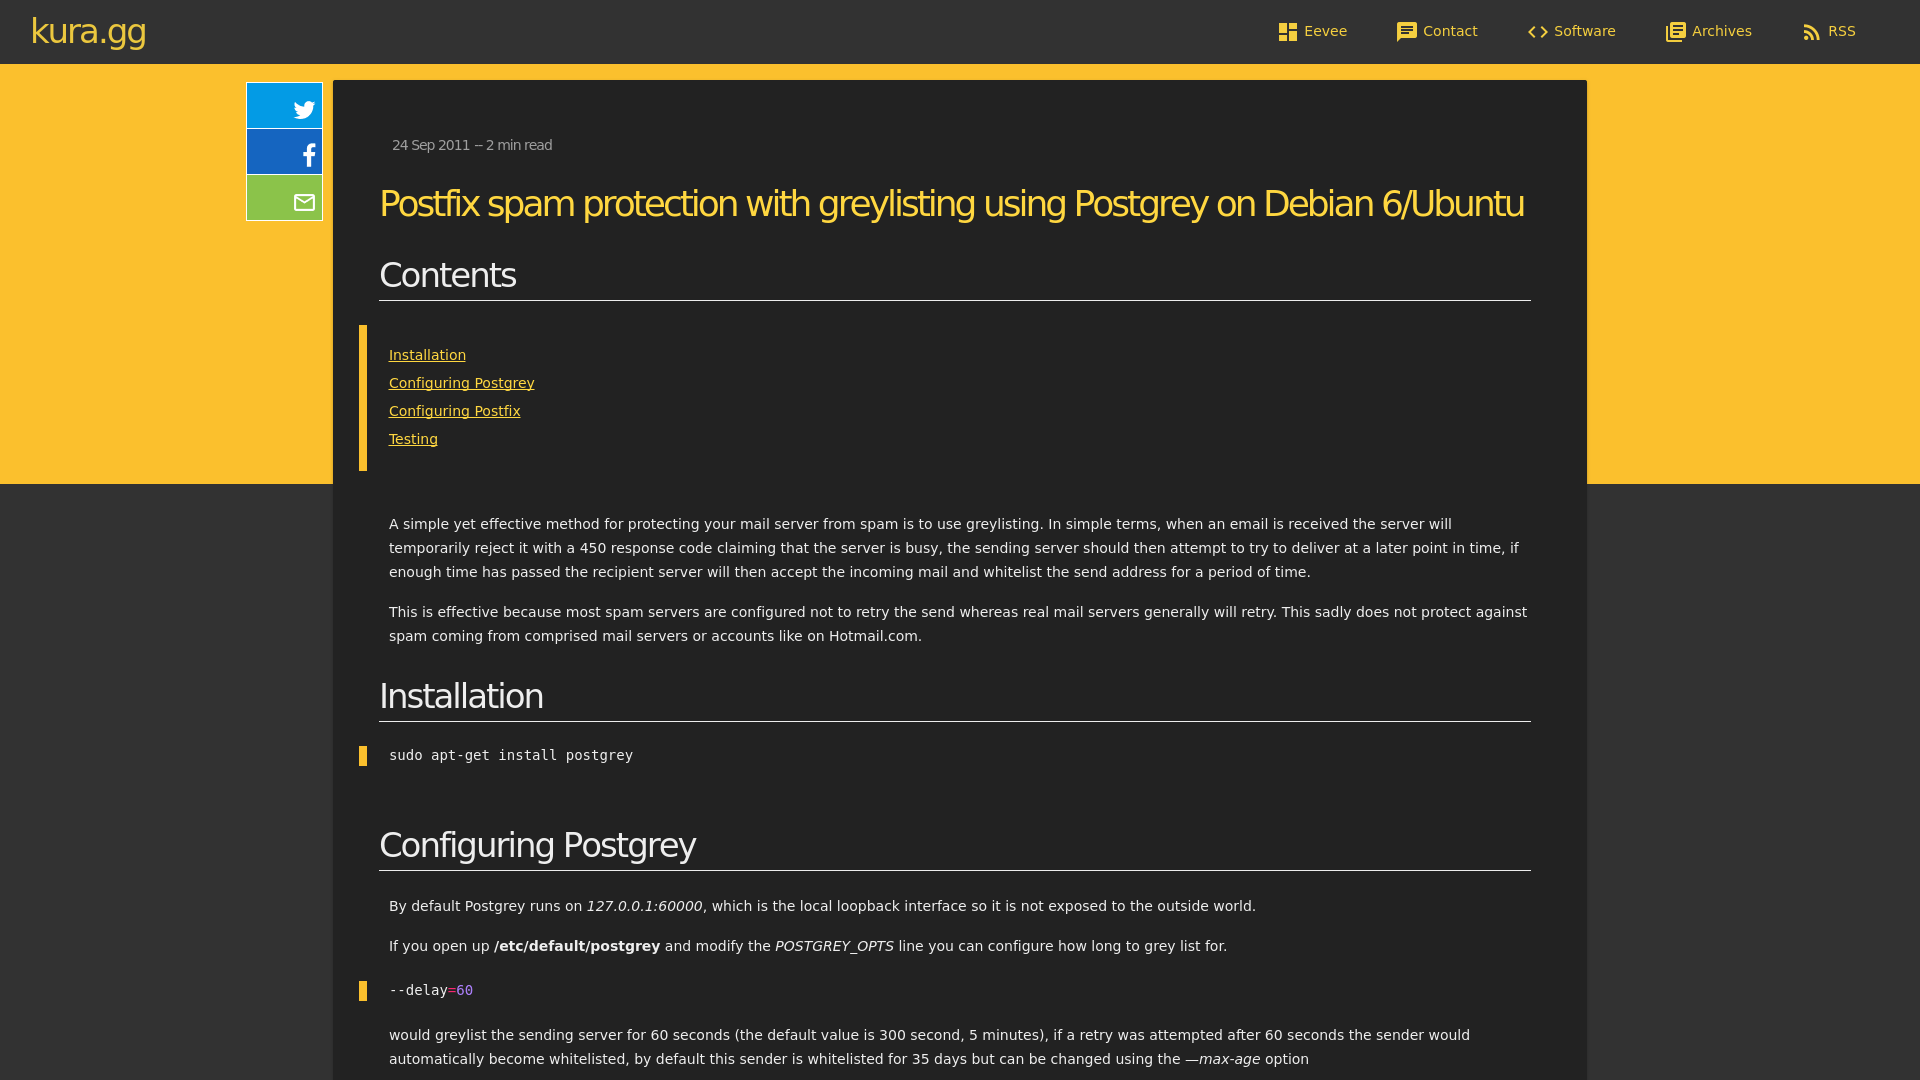 kura.gg
Eevee
Contact
Software
Archives
RSS
24 Sep 2011 -- 2 min read
Postfix spam protection with greylisting using Postgrey on Debian 6/Ubuntu
Contents
Installation
Configuring Postgrey
Configuring Postfix
Testing
A simple yet effective method for protecting your mail server from spam is to use greylisting. In simple terms, when an email is received the server will
temporarily reject it with a 450 response code claiming that the server is busy, the sending server should then attempt to try to deliver at a later point in time, if
enough time has passed the recipient server will then accept the incoming mail and whitelist the send address for a period of time.
This is effective because most spam servers are configured not to retry the send whereas real mail servers generally will retry. This sadly does not protect against
spam coming from comprised mail servers or accounts like on Hotmail.com.
Installation
sudo apt-get install postgrey
Configuring Postgrey
By default Postgrey runs on 127.0.0.1:60000, which is the local loopback interface so it is not exposed to the outside world.
If you open up /etc/default/postgrey and modify the POSTGREY_OPTS line you can configure how long to grey list for.
--delay=60
would greylist the sending server for 60 seconds (the default value is 300 second, 5 minutes), if a retry was attempted after 60 seconds the sender would
automatically become whitelisted, by default this sender is whitelisted for 35 days but can be changed using the —max-age option